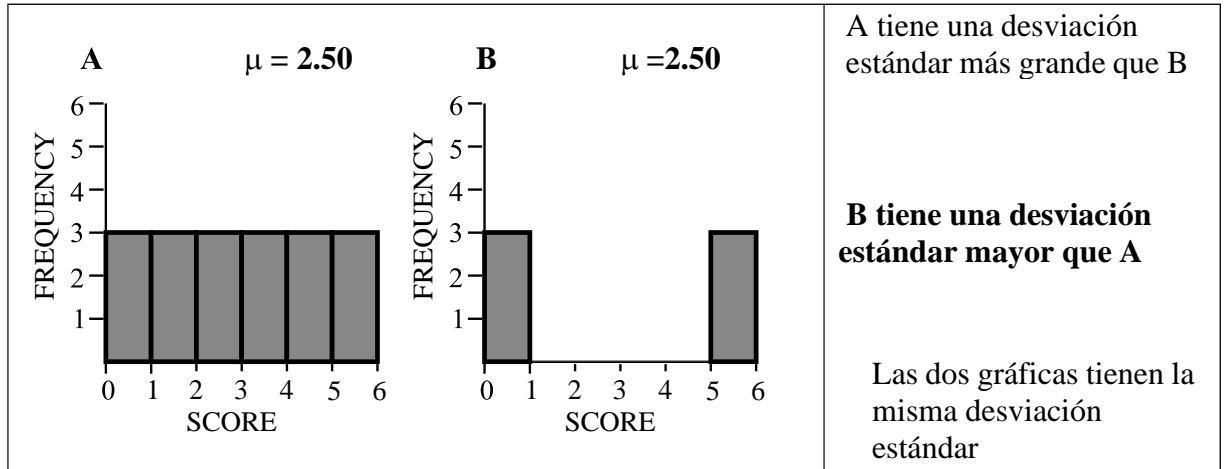 A μ = 2.50
FREQUENCY
6
5
4
3
2
1
0 1 2 3 4 5 6
SCORE
B μ =2.50
FREQUENCY
6
5
4
3
2
1
0 1 2 3 4 5 6
SCORE
A tiene una desviación
estándar más grande que B
B tiene una desviación
estándar mayor que A
Las dos gráficas tienen la
misma desviación
estándar